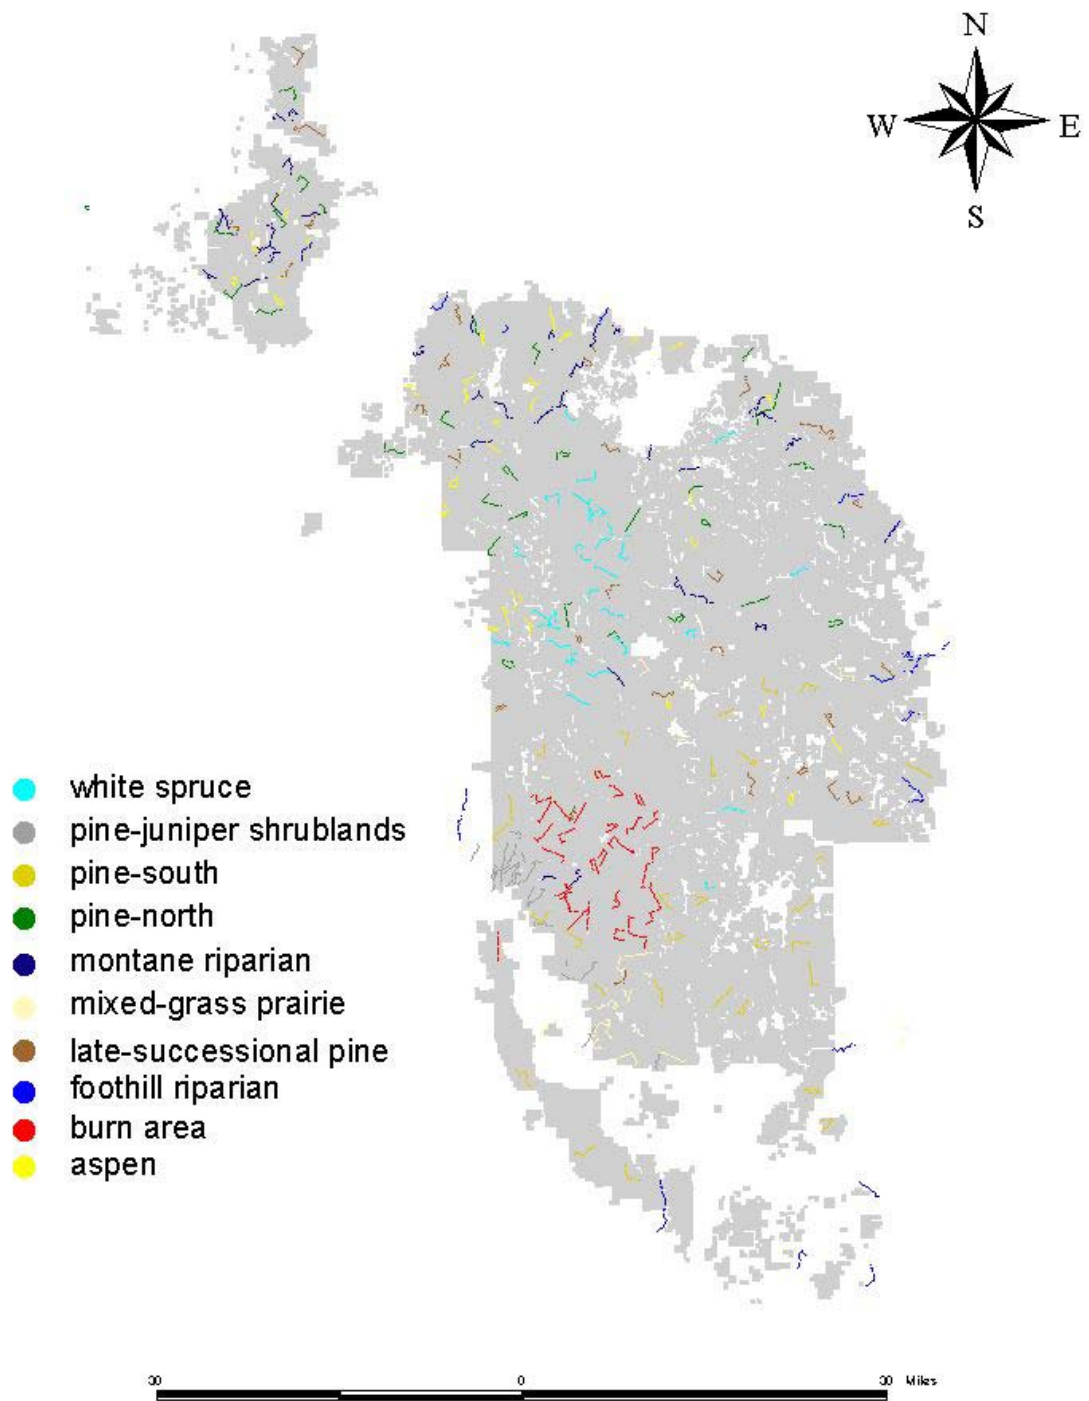 N
W E
S
white spruce
pine-juniper shrublands
pine-south
pine-north
montane riparian
mixed-grass prairie
late-successional pine
foothill riparian
burn area
aspen
30 0 30 Miles